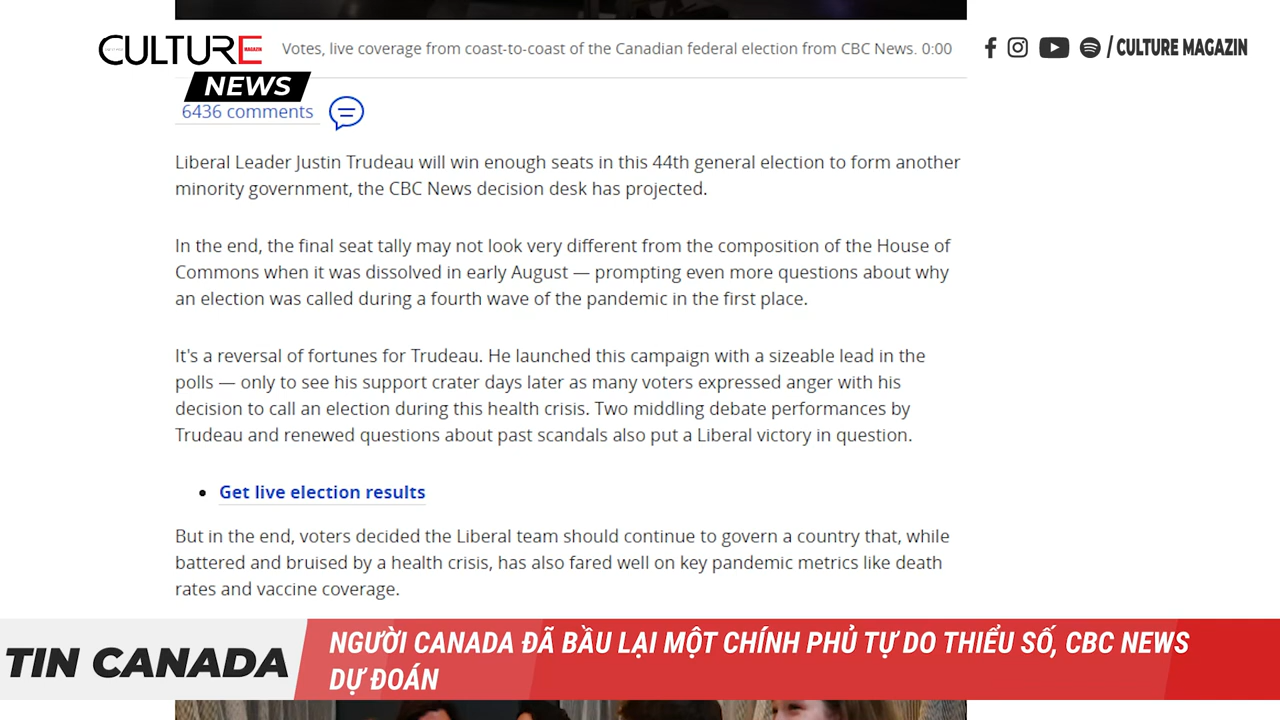 CULTURE
MAGAZIN
NEWS
Votes, live coverage from coast-to-coast of the Canadian federal election from CBC News. 0:00
/ CULTURE MAGAZIN
6436 comments
Liberal Leader Justin Trudeau will win enough seats in this 44th general election to form another
minority government, the CBC News decision desk has projected.
In the end, the final seat tally may not look very different from the composition of the House of
Commons when it was dissolved in early August — prompting even more questions about why
an election was called during a fourth wave of the pandemic in the first place.
It's a reversal of fortunes for Trudeau. He launched this campaign with a sizeable lead in the
polls — only to see his support crater days later as many voters expressed anger with his
decision to call an election during this health crisis. Two middling debate performances by
Trudeau and renewed questions about past scandals also put a Liberal victory in question.
• Get live election results
But in the end, voters decided the Liberal team should continue to govern a country that, while
battered and bruised by a health crisis, has also fared well on key pandemic metrics like death
rates and vaccine coverage.
TIN CANADA
NGƯỜI CANADA ĐÃ BẦU LẠI MỘT CHÍNH PHỦ TỰ DO THIỂU SỐ, CBC NEWS
DỰ ĐOÁN